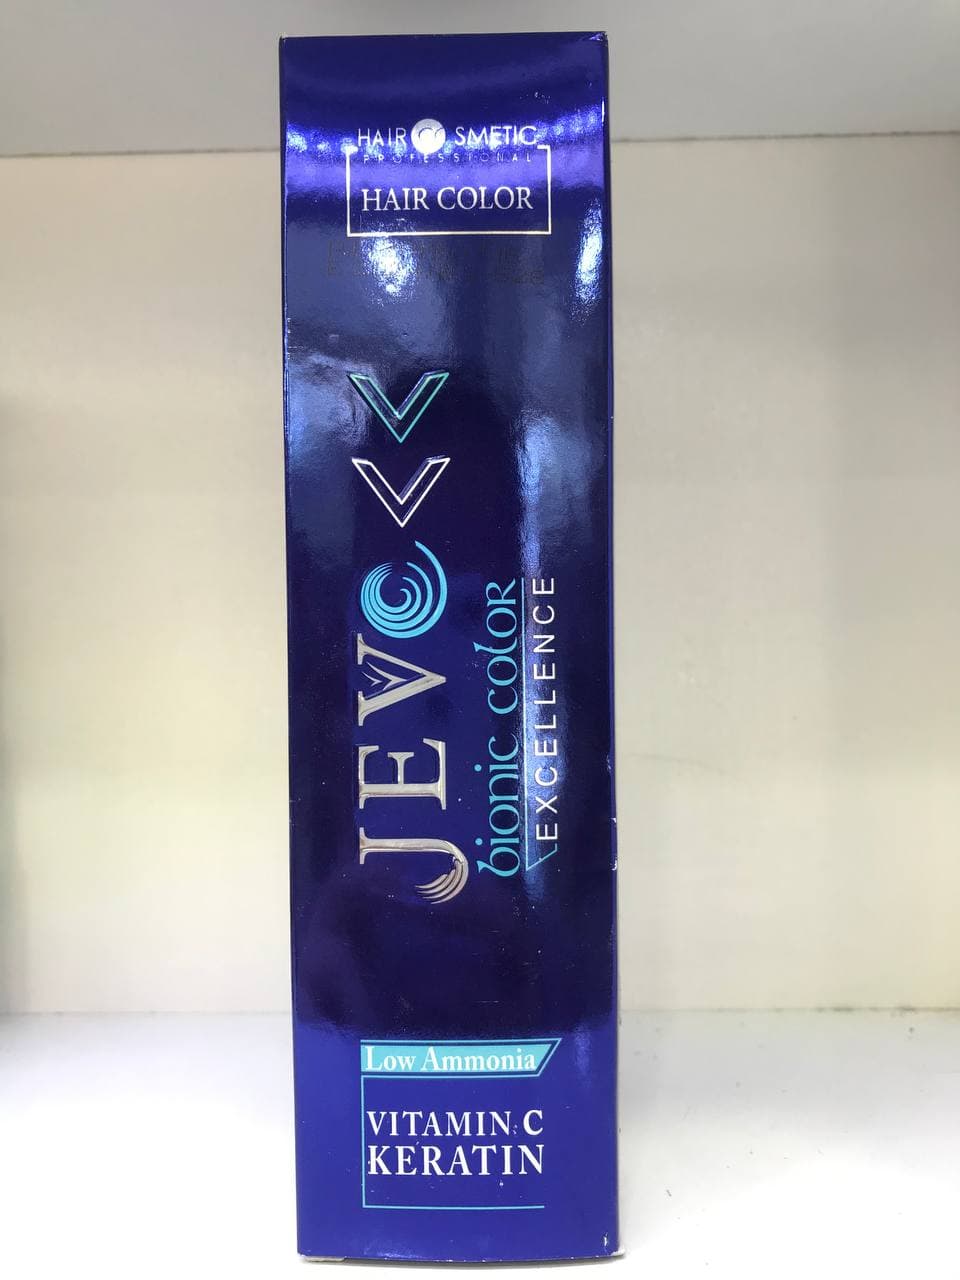 HAIR COSMETIC
PROFESSIONAL
HAIR COLOR
JEVO
bionic color
EXCELLENCE
Low Ammonia
VITAMIN C
KERATIN